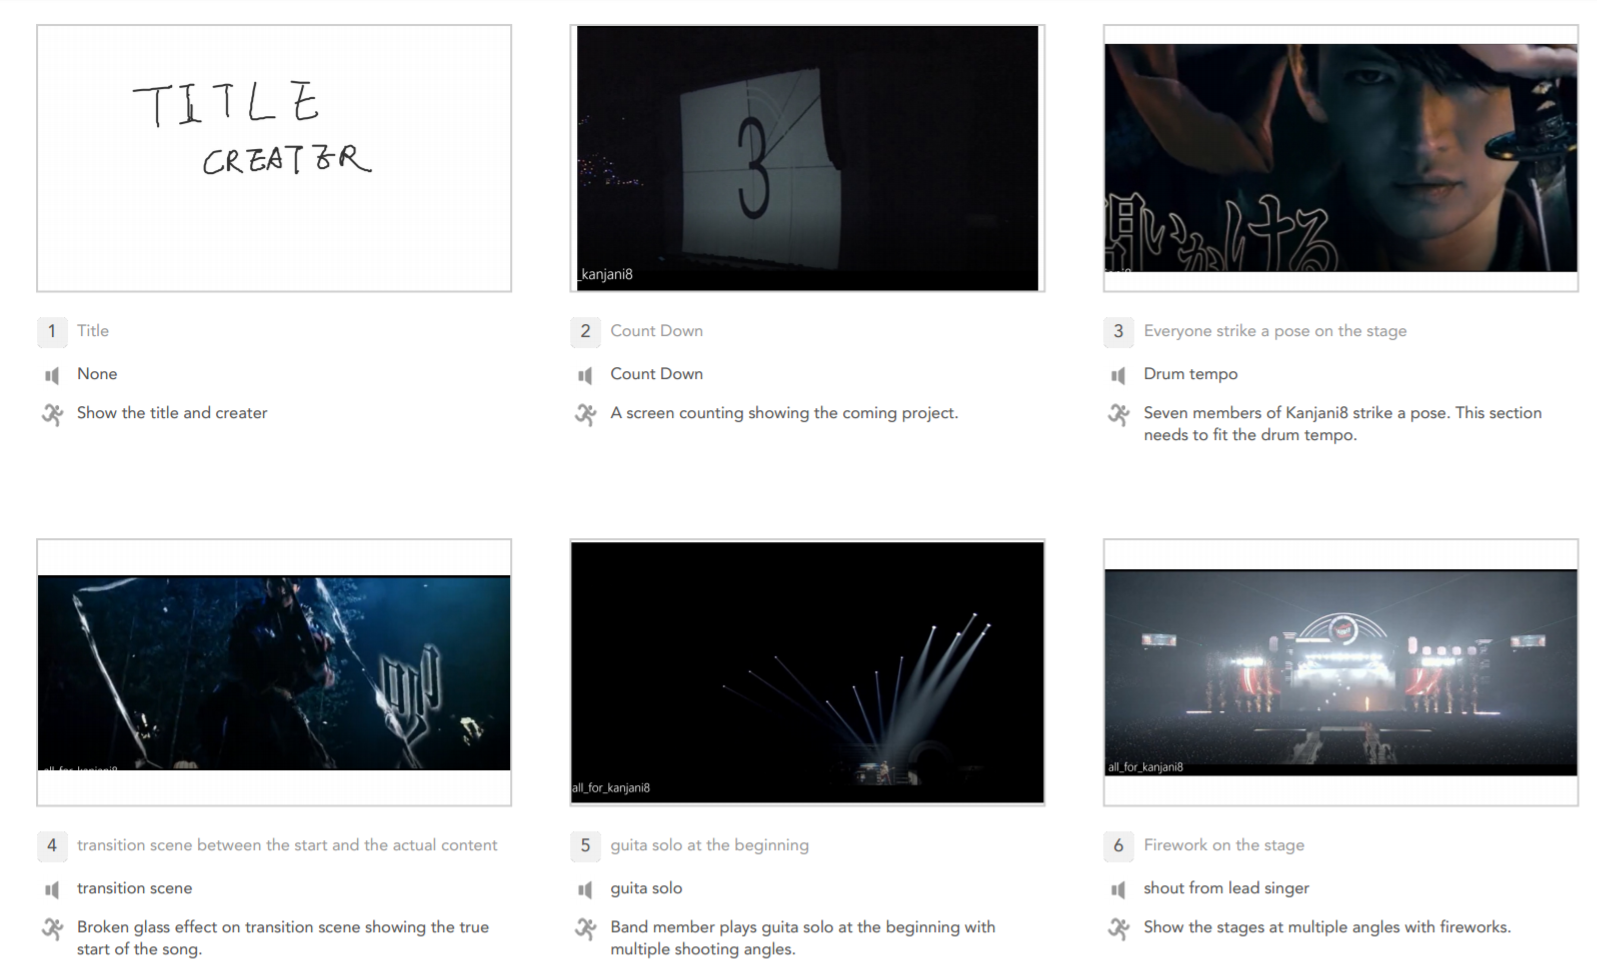 TITLE
CREATER
3
_kanjani8
いかける
1 Title
None
Show the title and creater
2 Count Down
Count Down
A screen counting showing the coming project.
3 Everyone strike a pose on the stage
Drum tempo
Seven members of Kanjani8 strike a pose. This section
needs to fit the drum tempo.
all_for_kanjani8
all_for_kanjani8
all_for_kanjani8
4 transition scene between the start and the actual content
transition scene
Broken glass effect on transition scene showing the true
start of the song.
5 guita solo at the beginning
guita solo
Band member plays guita solo at the beginning with
multiple shooting angles.
6 Firework on the stage
shout from lead singer
Show the stages at multiple angles with fireworks.